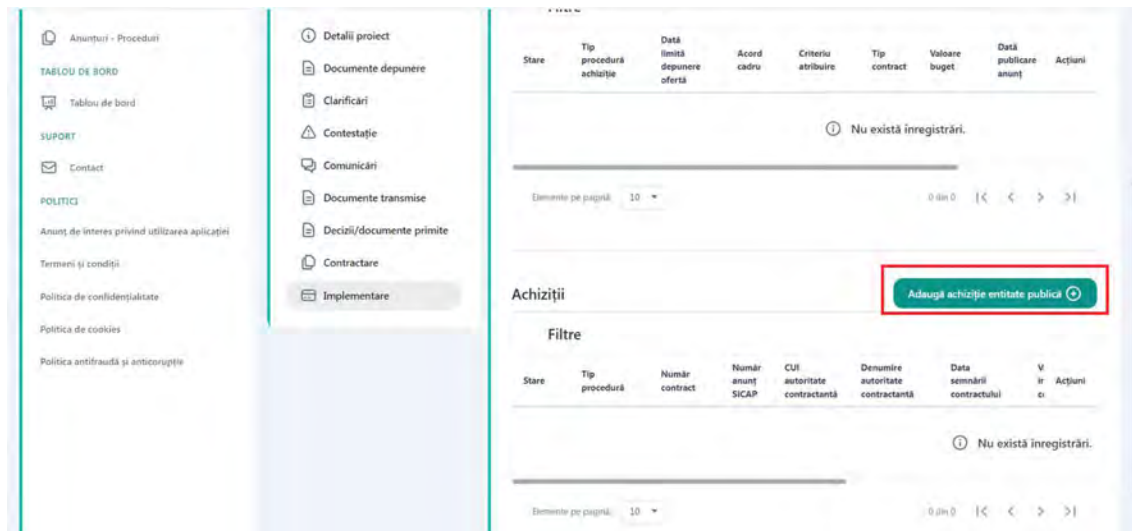 Anunțuri - Proceduri
TABLOU DE BORD
Tablou de bord
SUPORT
Contact
POLITICI
Anunț de interes privind utilizarea aplicației
Termeni și condiții
Politica de confidențialitate
Politica de cookies
Politica antifraudă și anticorupție
Detalii proiect
Documente depunere
Clarificări
Contestație
Comunicări
Documente transmise
Decizii/documente primite
Contractare
Implementare
Filtre
Stare
Tip
procedură
achiziție
Dată
limită
depunere
ofertă
Acord
cadru
Criteriu
atribuire
Tip
contract
Valoare
buget
Dată
publicare
anunț
Acțiuni
Nu există înregistrări.
Elemente pe pagină: 10
0 din 0
Achiziții
Adaugă achiziție entitate publică
Filtre
Stare
Tip
procedură
Număr
contract
Număr
anunț
SICAP
CUI
autoritate
contractantă
Denumire
autoritate
contractantă
Data
semnării
contractului
Acțiuni
Nu există înregistrări.
Elemente pe pagină: 10
0 din 0